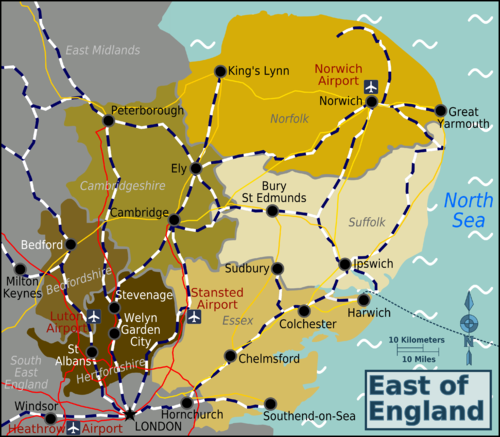 East Midlands
King's Lynn
Norwich
Airport
Norwich
Great
Yarmouth
Peterborough
Norfolk
Ely
Cambridgeshire
Bury
St Edmunds
North
Sea
Cambridge
Suffolk
Bedford
Milton
Keynes
Bedfordshire
Sudbury
Ipswich
Stevenage
Stansted
Airport
Harwich
Luton
Airport
Welyn
Garden
City
Essex
Colchester
N
St
Albans
Hertfordshire
Chelmsford
10 Kilometers
10 Miles
South
East
England
Windsor
Hornchurch
Southend-on-Sea
Heathrow Airport
LONDON
East of
England